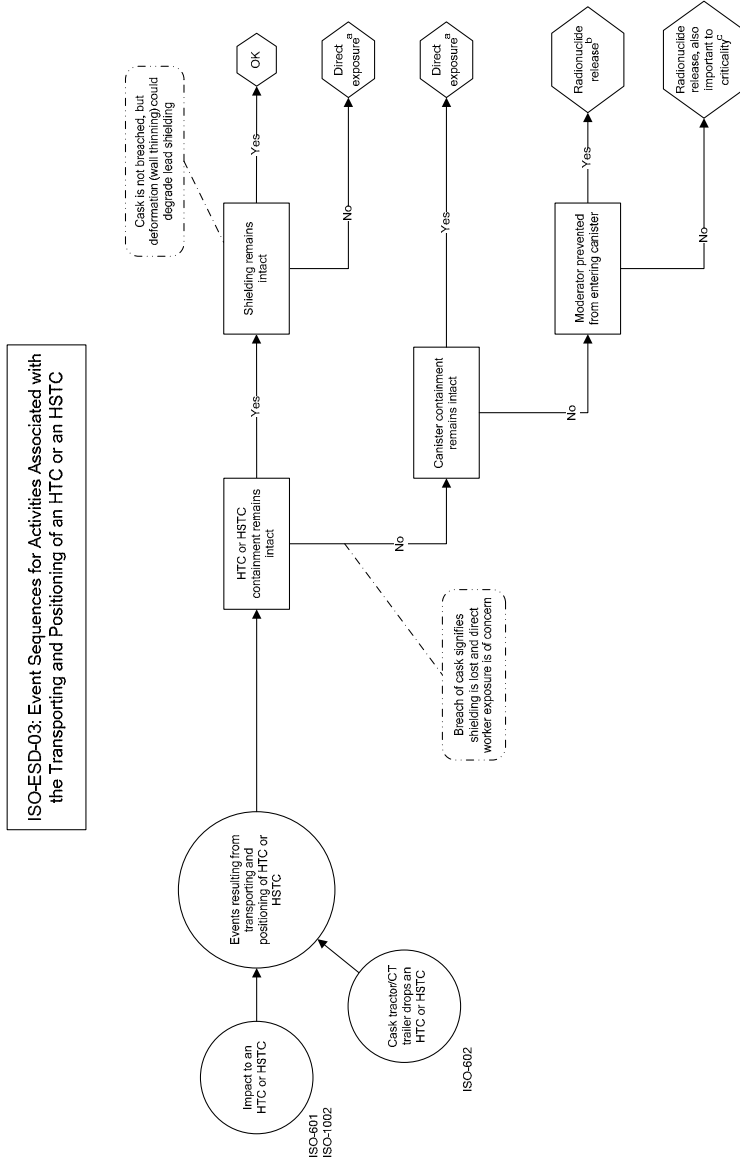 ISO-ESD-03: Event Sequences for Activities Associated with
the Transporting and Positioning of an HTC or an HSTC
Impact to an
HTC or HSTC
ISO-601
ISO-1002
Cask tractor/CT
trailer drops an
HTC or HSTC
ISO-602
Events resulting from
transporting and
positioning of HTC or
HSTC
HTC or HSTC
containment remains
intact
Yes
No
Breach of cask signifies
shielding is lost and direct
worker exposure is of concern
Shielding remains
intact
Cask is not breached, but
deformation (wall thinning) could
degrade lead shielding
Yes
OK
No
Direct
exposureᵃ
Canister containment
remains intact
Yes
Direct
exposureᵃ
No
Moderator prevented
from entering canister
Yes
Radionuclide
releaseᵇ
No
Radionuclide
release, also
important to
criticalityᶜ